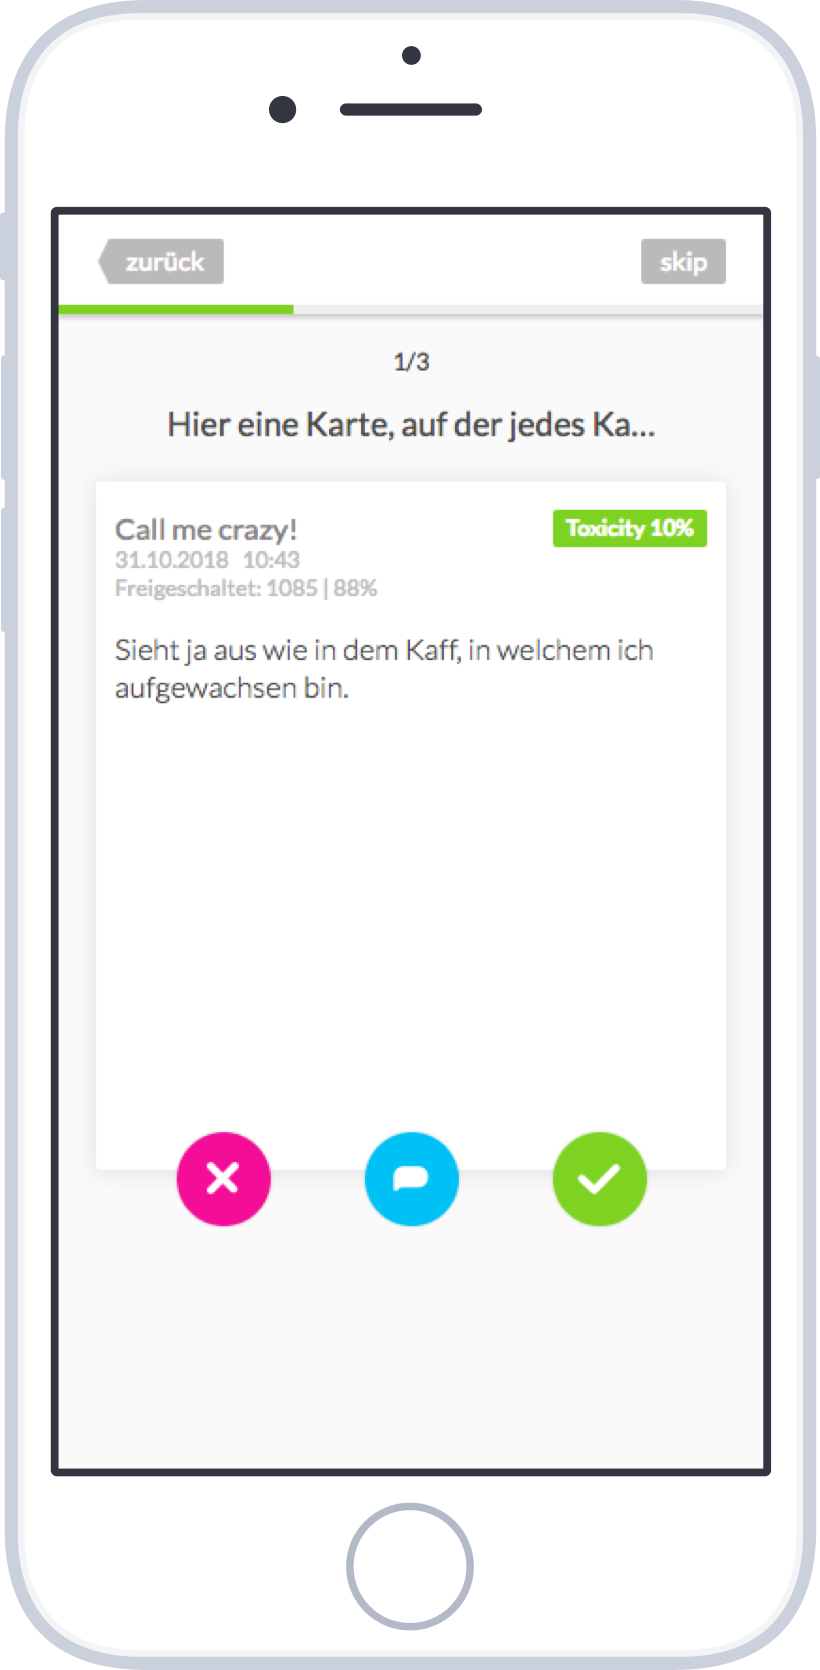 zurück
skip
1/3
Hier eine Karte, auf der jedes Ka...
Call me crazy!
Toxicity 10%
31.10.2018 10:43
Freigeschaltet: 1085 | 88%
Sieht ja aus wie in dem Kaff, in welchem ich
aufgewachsen bin.